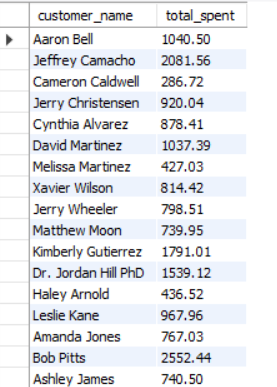 customer_name total_spent
Aaron Bell 1040.50
Jeffrey Camacho 2081.56
Cameron Caldwell 286.72
Jerry Christensen 920.04
Cynthia Alvarez 878.41
David Martinez 1037.39
Melissa Martinez 427.03
Xavier Wilson 814.42
Jerry Wheeler 798.51
Matthew Moon 739.95
Kimberly Gutierrez 1791.01
Dr. Jordan Hill PhD 1539.12
Haley Arnold 436.52
Leslie Kane 967.96
Amanda Jones 767.03
Bob Pitts 2552.44
Ashley James 740.50